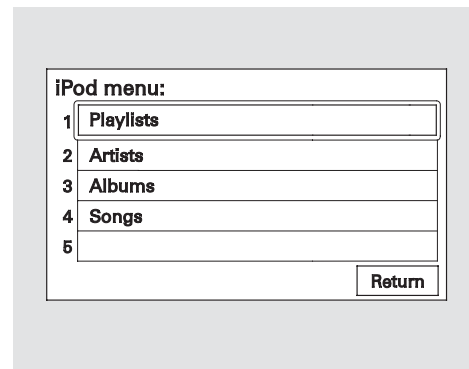 iPod menu:
1 Playlists
2 Artists
3 Albums
4 Songs
5
Return